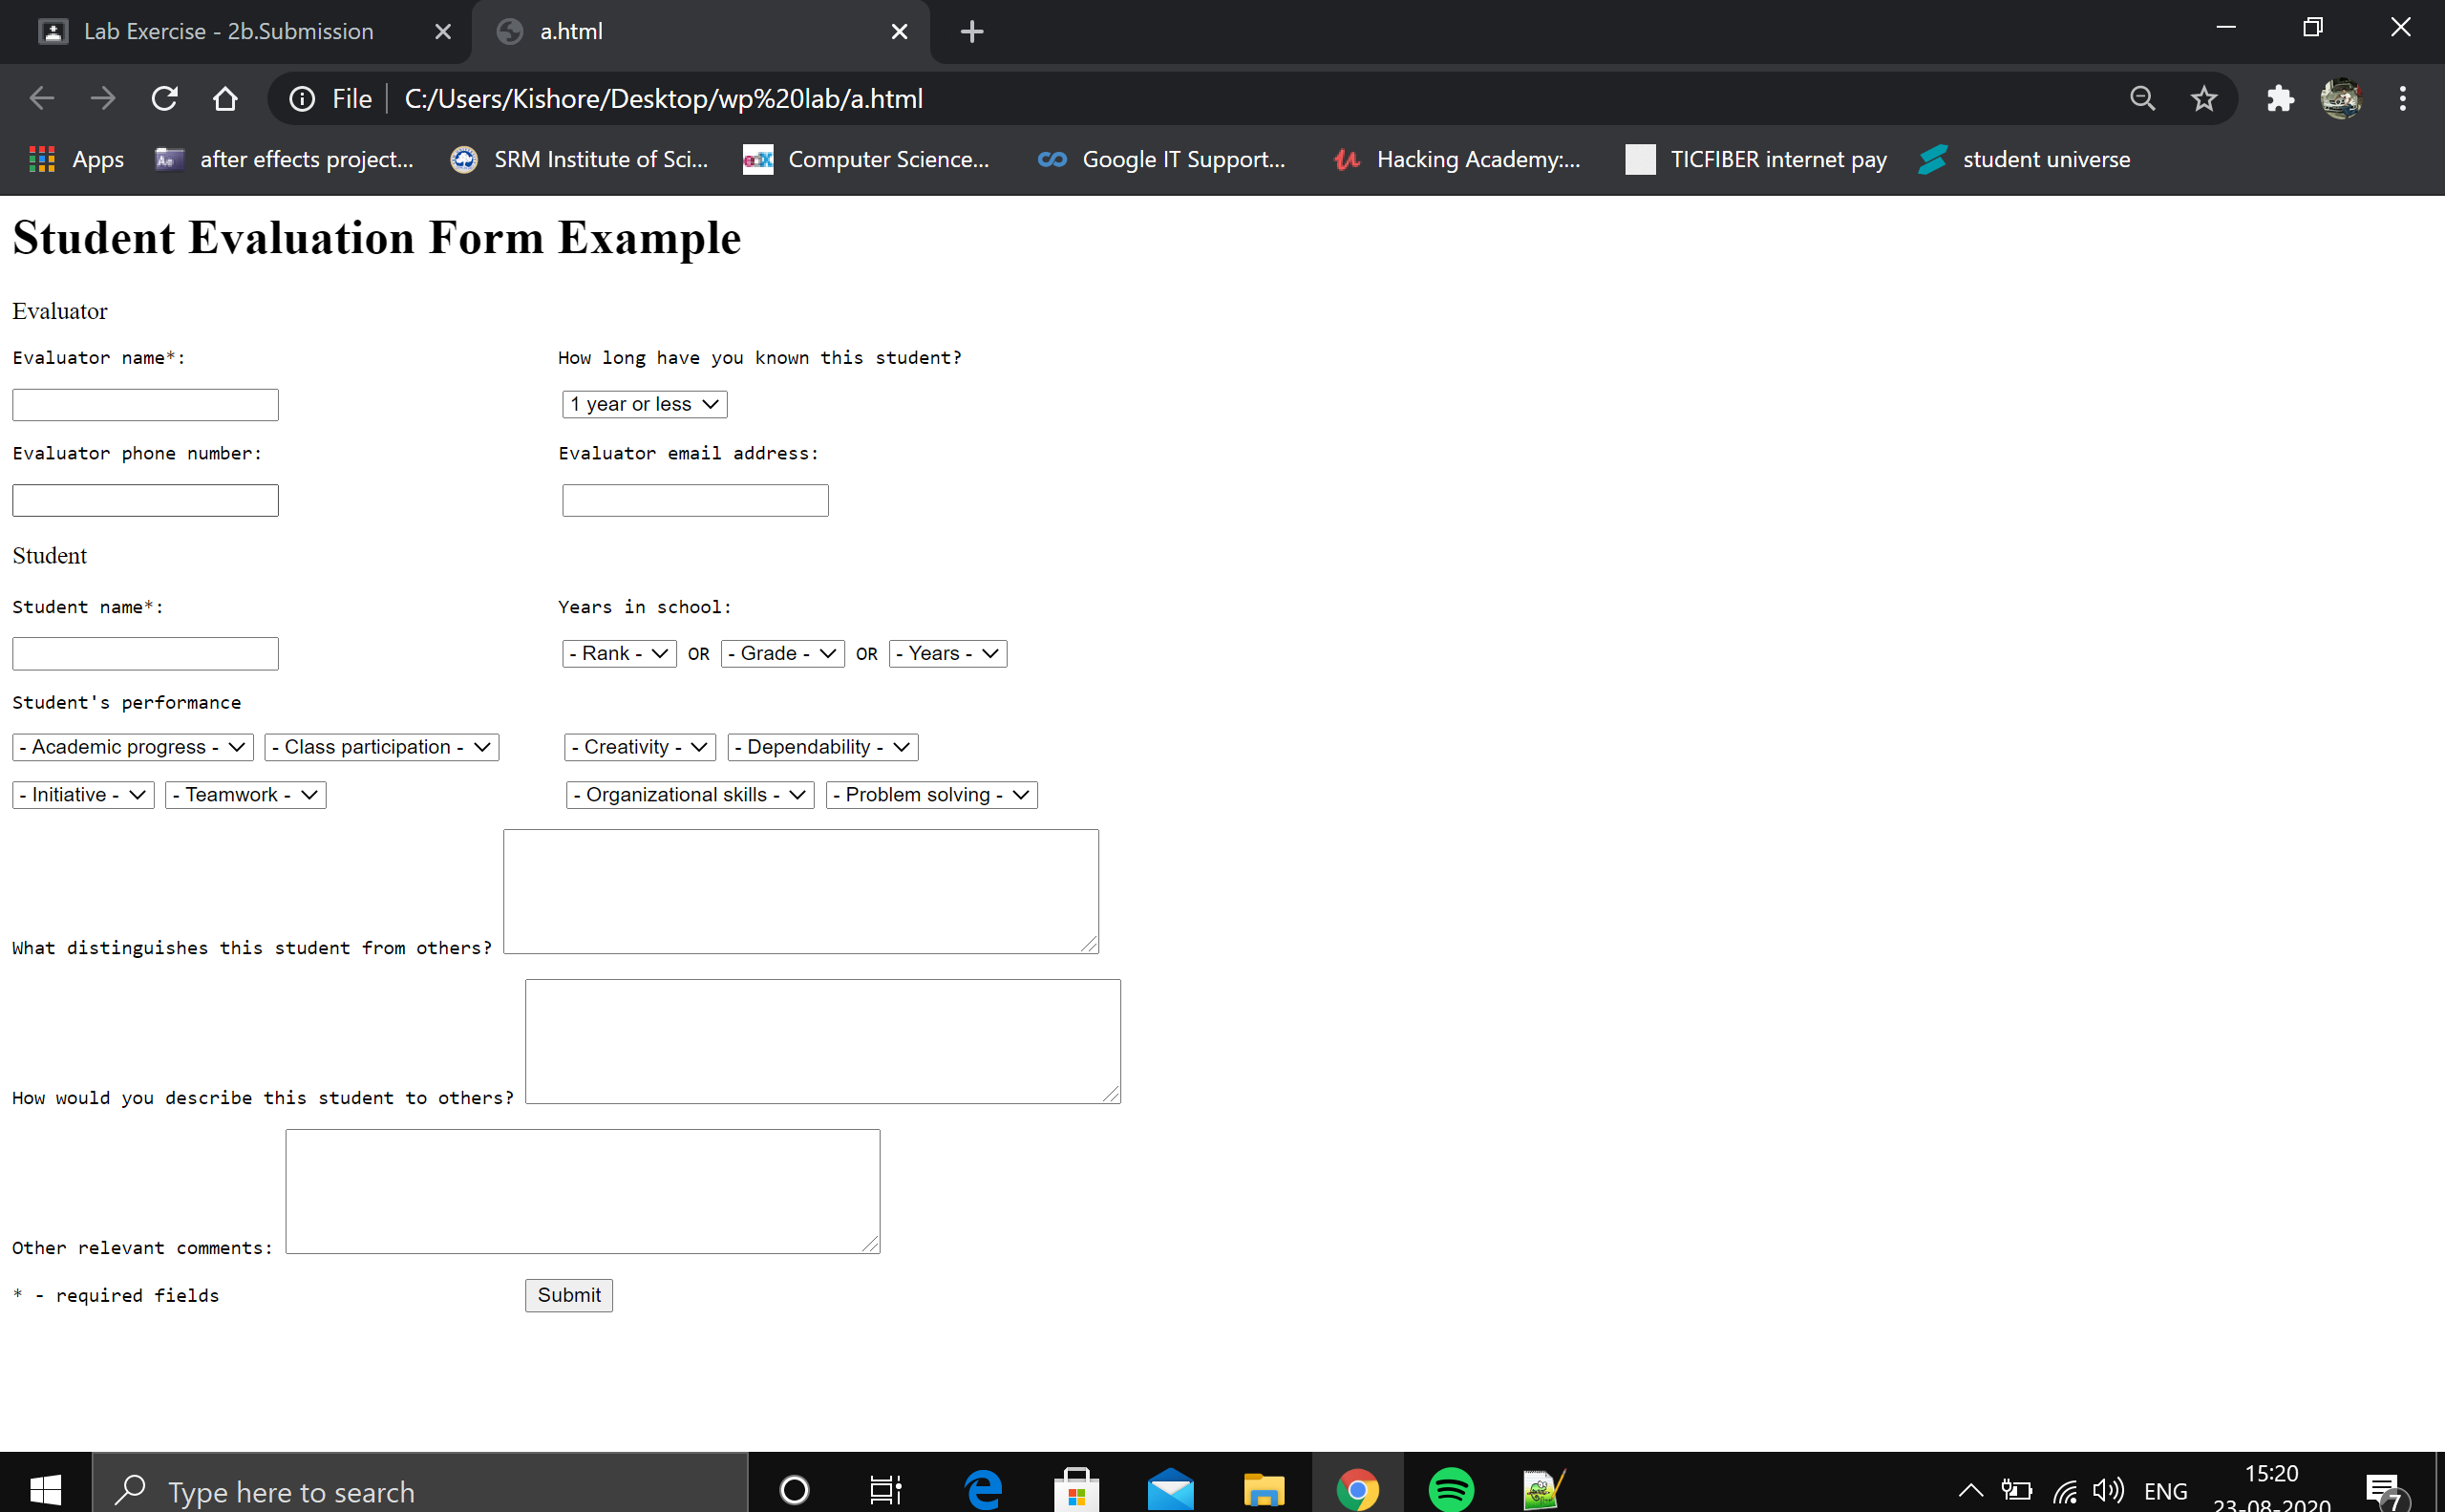 Lab Exercise - 2b.Submission
a.html
File
C:/Users/Kishore/Desktop/wp%20lab/a.html
Apps
after effects project...
SRM Institute of Sci...
edX
Computer Science...
Google IT Support...
Hacking Academy:...
TICFIBER internet pay
student universe
Student Evaluation Form Example
Evaluator
Evaluator name*: How long have you known this student?
1 year or less
Evaluator phone number: Evaluator email address:
Student
Student name*: Years in school:
- Rank - OR - Grade - OR - Years -
Student's performance
- Academic progress - - Class participation - - Creativity - - Dependability -
- Initiative - - Teamwork - - Organizational skills - - Problem solving -
What distinguishes this student from others?
How would you describe this student to others?
Other relevant comments:
* - required fields Submit
Type here to search
ENG
15:20
23-08-2020
7